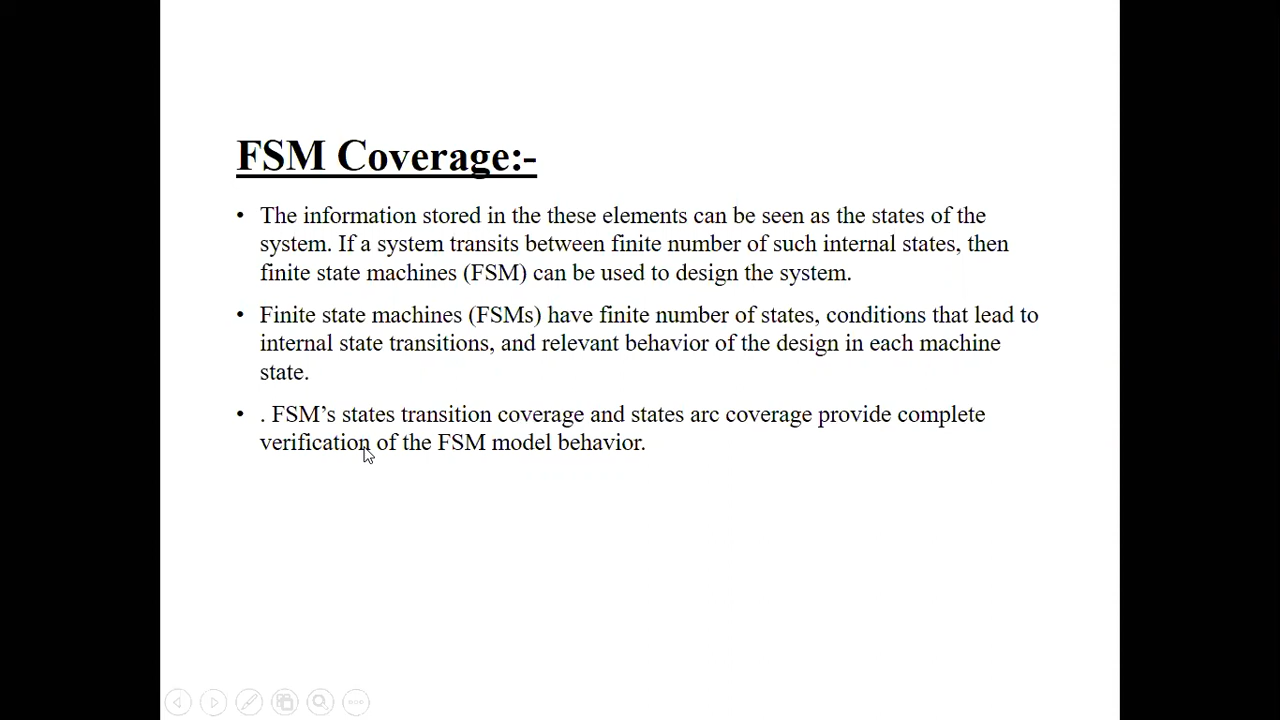 FSM Coverage:-
• The information stored in the these elements can be seen as the states of the
system. If a system transits between finite number of such internal states, then
finite state machines (FSM) can be used to design the system.
• Finite state machines (FSMs) have finite number of states, conditions that lead to
internal state transitions, and relevant behavior of the design in each machine
state.
• . FSM’s states transition coverage and states arc coverage provide complete
verification of the FSM model behavior.